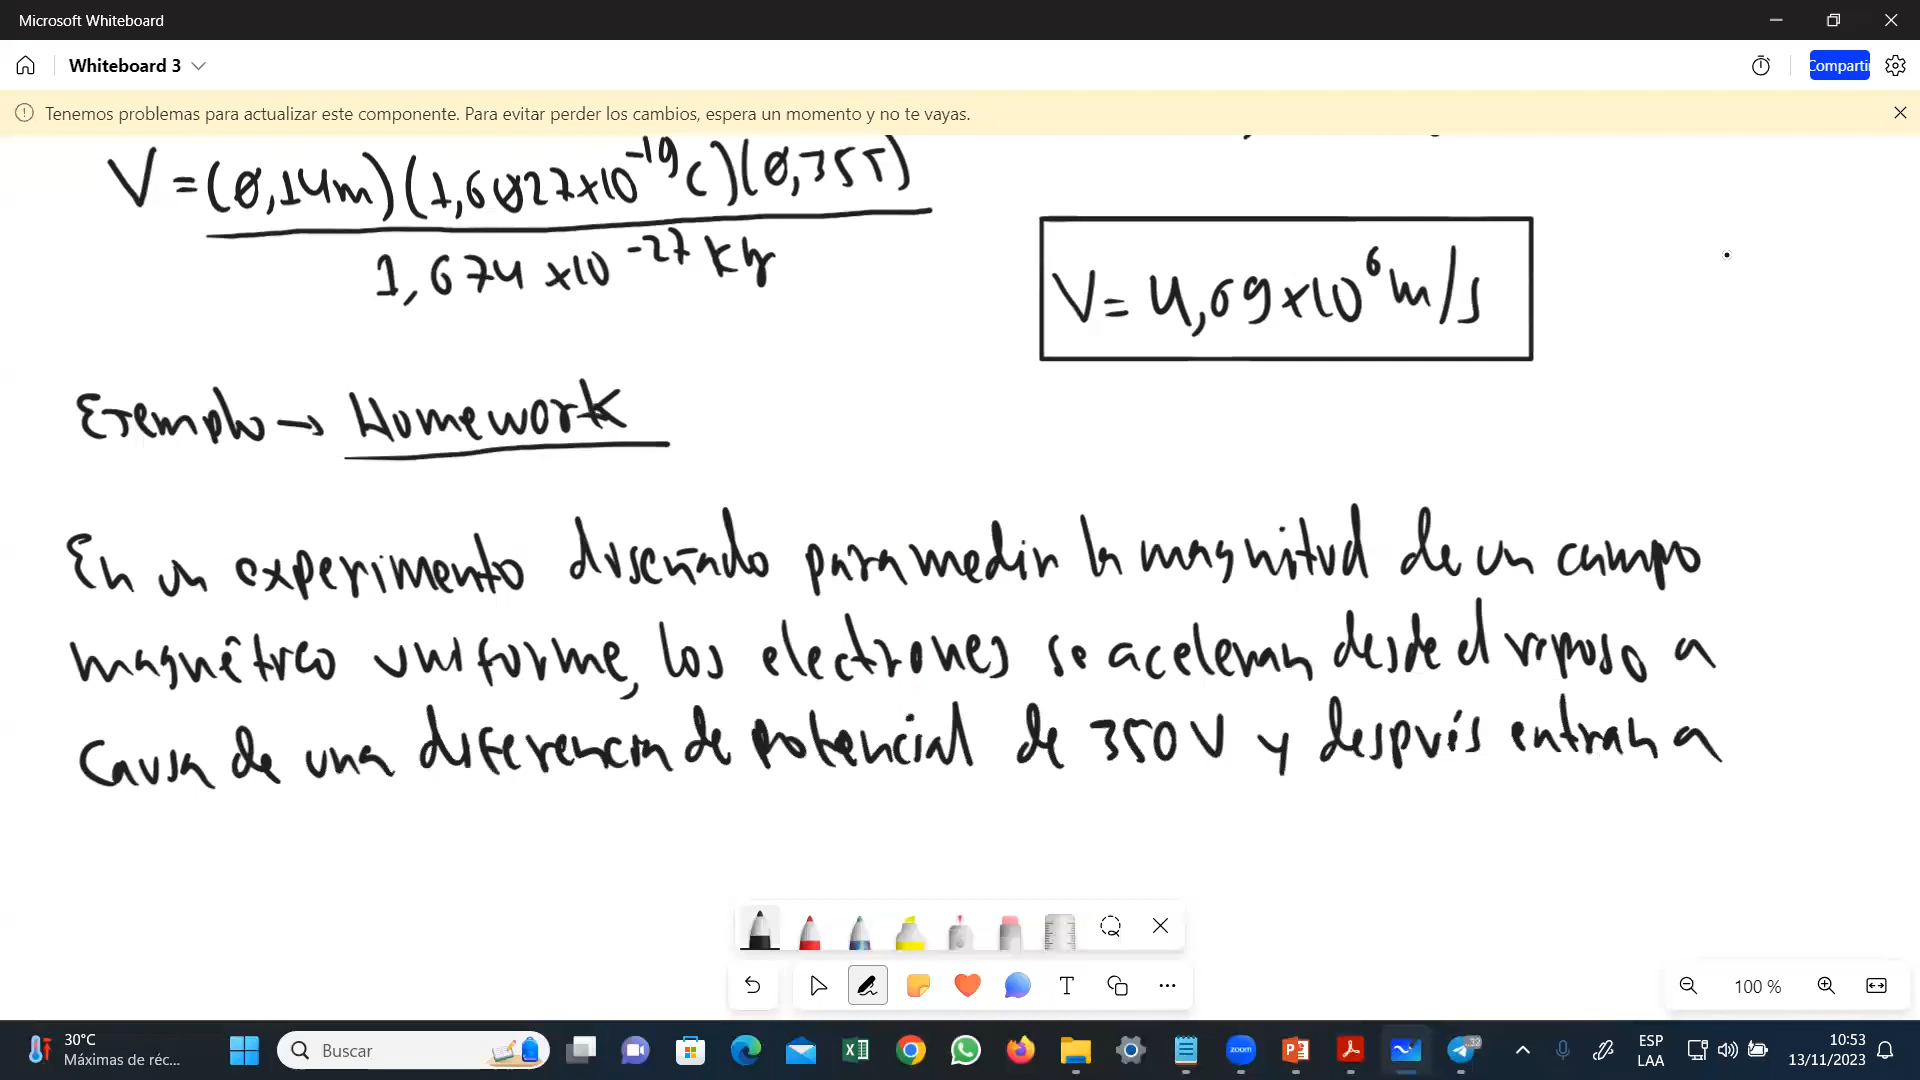 Microsoft Whiteboard
Whiteboard 3
Comparti
Tenemos problemas para actualizar este componente. Para evitar perder los cambios, espera un momento y no te vayas.
V = (0,14m)(1,6027x10⁻¹⁹C)(0,35T)
1,674 x10⁻²⁷ Kg
V = 4,69x10⁶ m/s
Ejemplo → Homework
En un experimento diseñado para medir la magnitud de un campo
magnético uniforme, los electrones se aceleran desde el reposo a
causa de una diferencia de potencial de 350 V y después entran a
100 %
30°C
Máximas de réc...
Buscar
zoom
32
ESP
LAA
10:53
13/11/2023